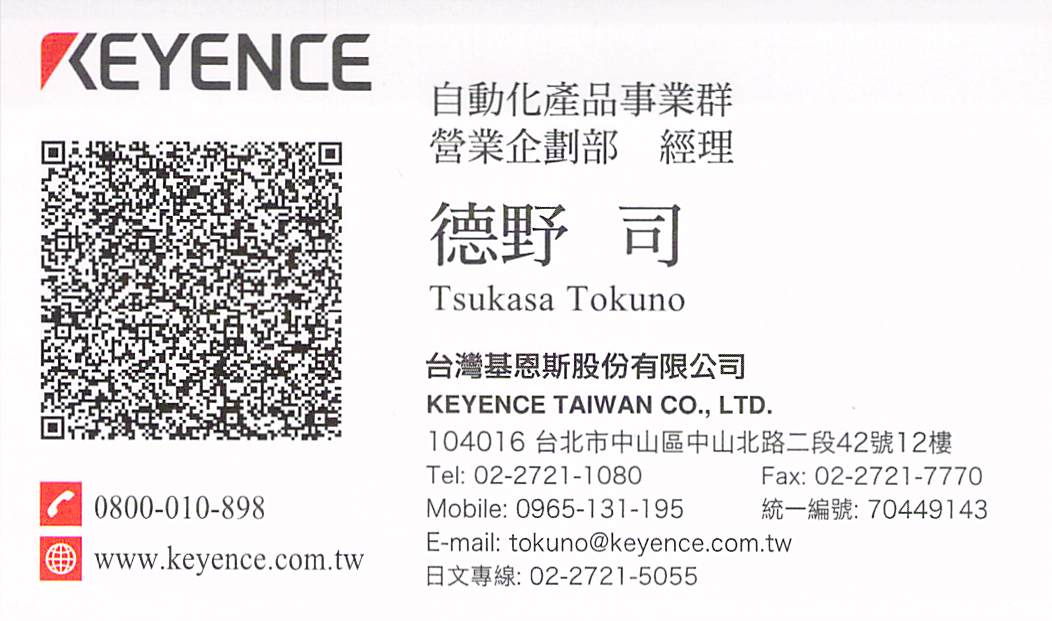 KEYENCE
自動化產品事業群
營業企劃部　經理
德野　司
Tsukasa Tokuno
台灣基恩斯股份有限公司
KEYENCE TAIWAN CO., LTD.
104016 台北市中山區中山北路二段42號12樓
Tel: 02-2721-1080 Fax: 02-2721-7770
Mobile: 0965-131-195 統一編號: 70449143
E-mail: tokuno@keyence.com.tw
日文專線: 02-2721-5055
0800-010-898
www.keyence.com.tw